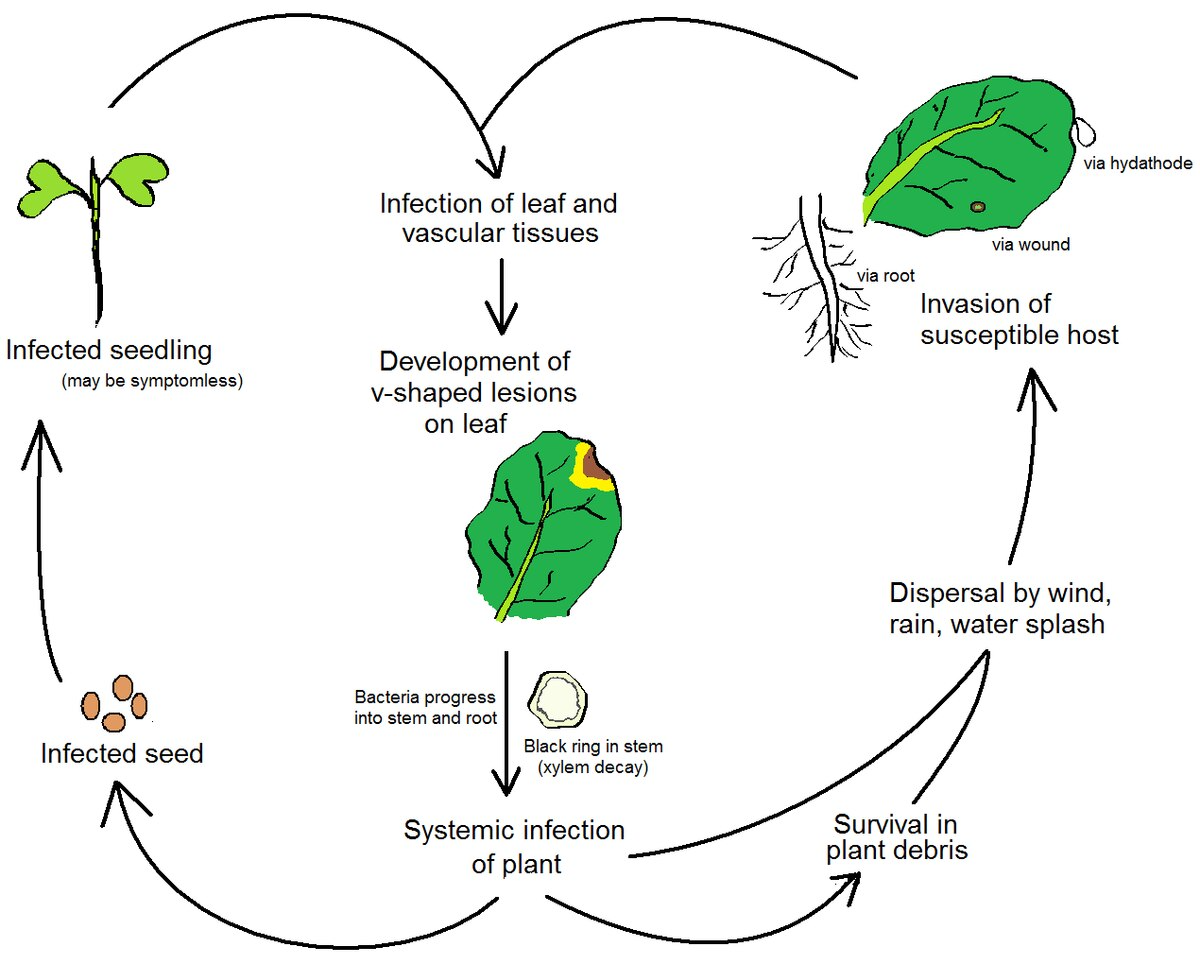 Infection of leaf and
vascular tissues
via hydathode
via wound
via root
Invasion of
susceptible host
Infected seedling
(may be symptomless)
Development of
v-shaped lesions
on leaf
Dispersal by wind,
rain, water splash
Bacteria progress
into stem and root
Black ring in stem
(xylem decay)
Infected seed
Systemic infection
of plant
Survival in
plant debris